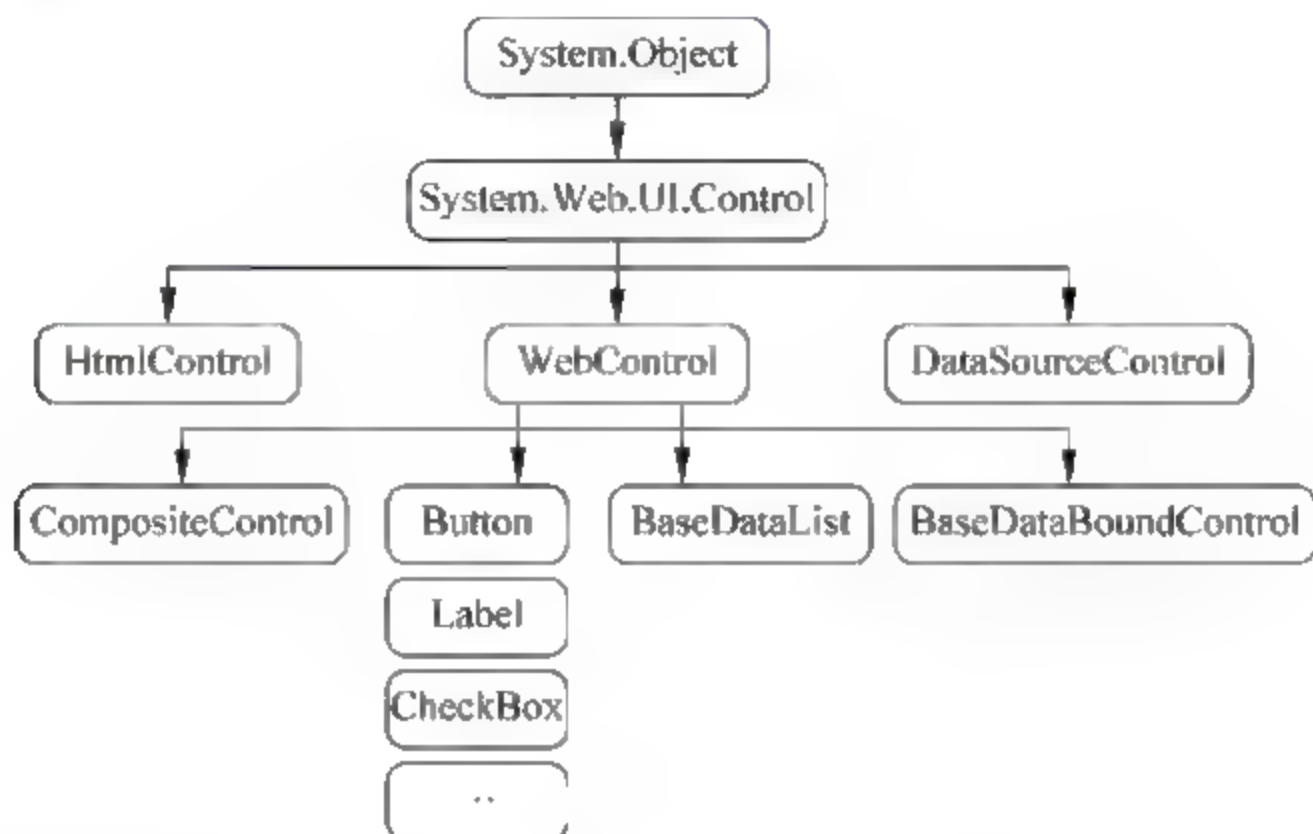 System.Object
System.Web.UI.Control
HtmlControl
WebControl
DataSourceControl
CompositeControl
Button
BaseDataList
BaseDataBoundControl
Label
CheckBox
..